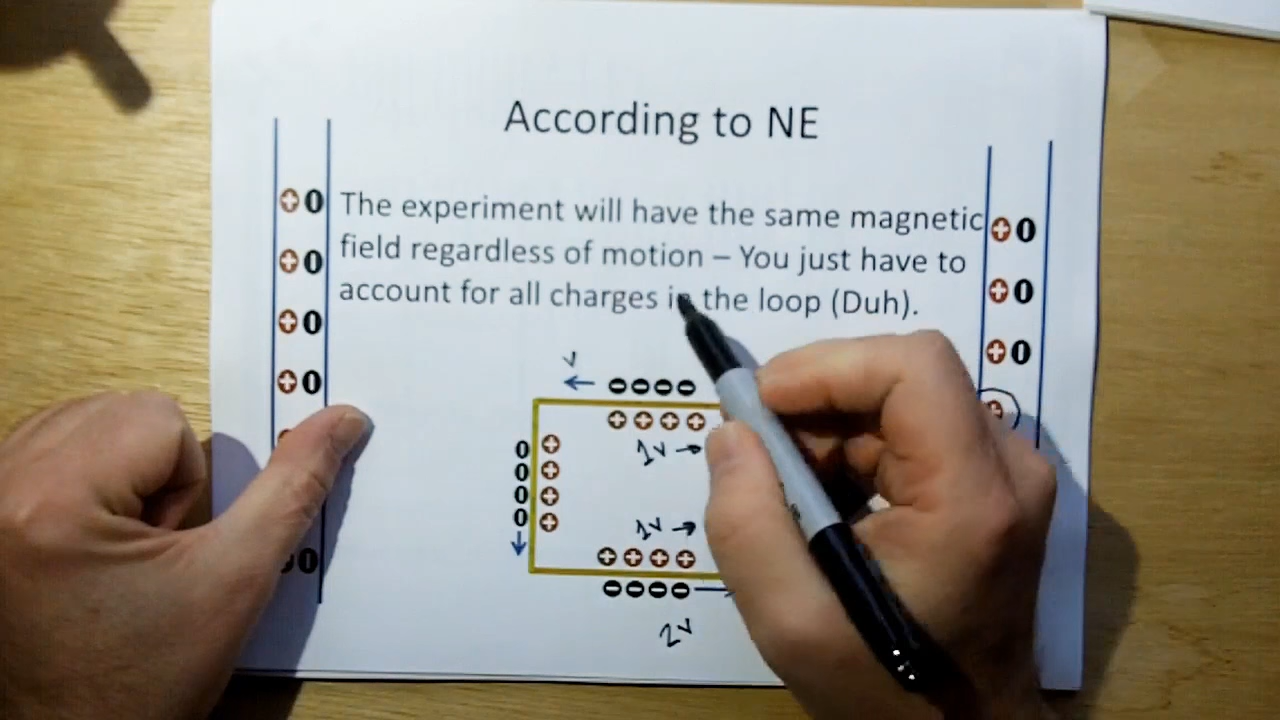 According to NE
The experiment will have the same magnetic
field regardless of motion – You just have to
account for all charges in the loop (Duh).
v
1v
1v
2v